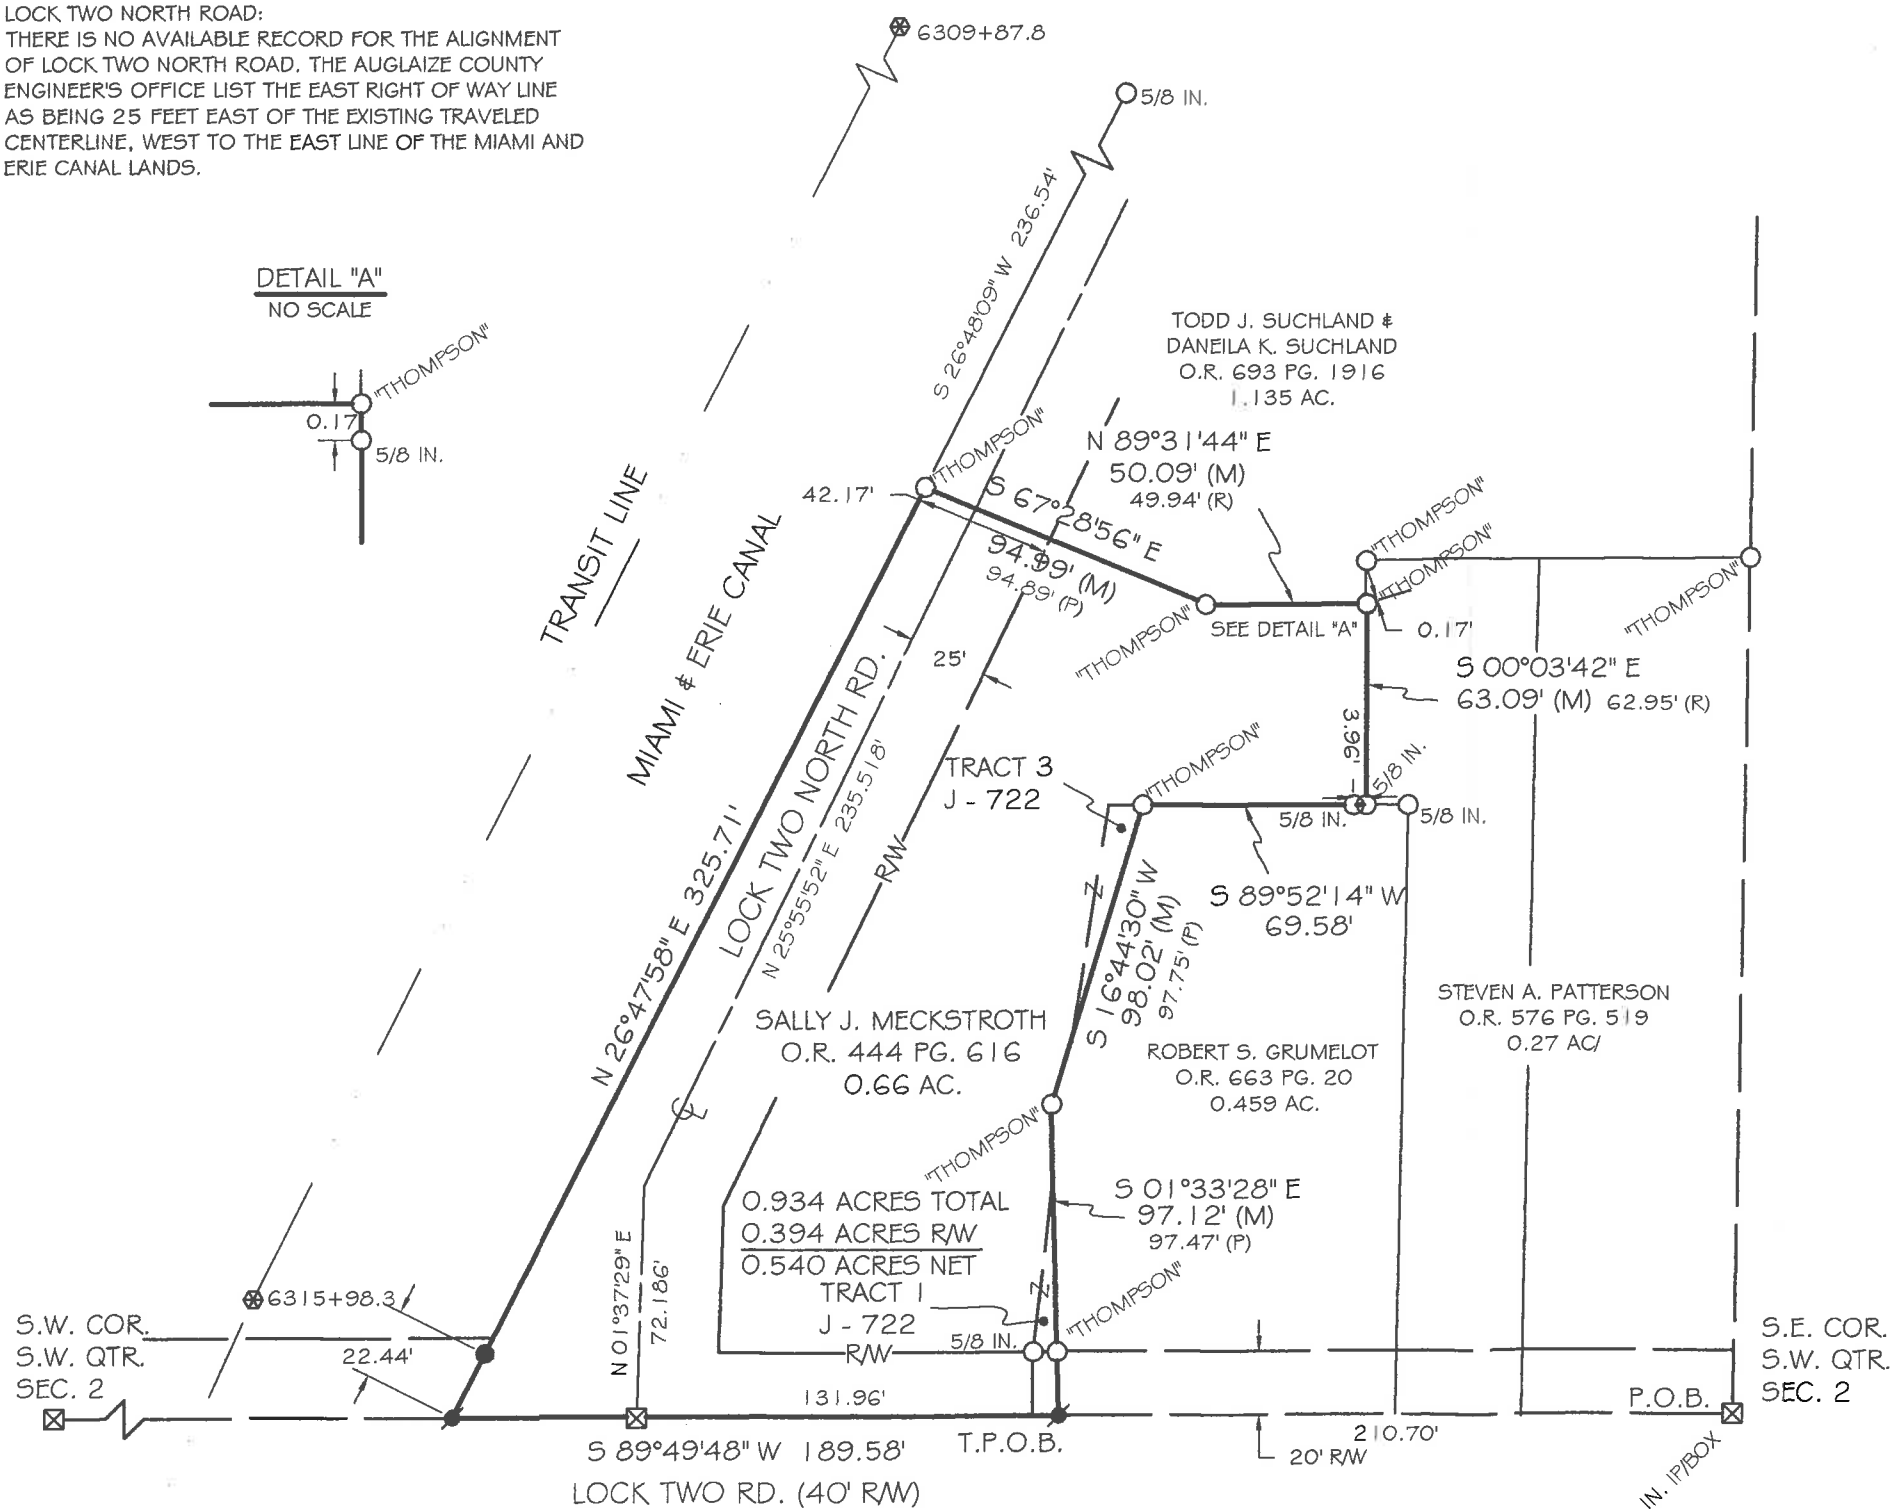 LOCK TWO NORTH ROAD:
THERE IS NO AVAILABLE RECORD FOR THE ALIGNMENT
OF LOCK TWO NORTH ROAD. THE AUGLAIZE COUNTY
ENGINEER'S OFFICE LIST THE EAST RIGHT OF WAY LINE
AS BEING 25 FEET EAST OF THE EXISTING TRAVELED
CENTERLINE, WEST TO THE EAST LINE OF THE MIAMI AND
ERIE CANAL LANDS.
6309+87.8
5/8 IN.
DETAIL "A"
NO SCALE
"THOMPSON"
0.17
5/8 IN.
S 26°48'09" W 236.54'
TODD J. SUCHLAND &
DANEILA K. SUCHLAND
O.R. 693 PG. 1916
1.135 AC.
N 89°31'44" E
50.09' (M)
49.94' (R)
"THOMPSON"
42.17'
S 67°28'56" E
94.99' (M)
94.89' (P)
"THOMPSON"
"THOMPSON"
"THOMPSON"
"THOMPSON"
SEE DETAIL "A"
0.17'
TRANSIT LINE
MIAMI & ERIE CANAL
25'
S 00°03'42" E
63.09' (M) 62.95' (R)
3.96'
5/8 IN.
5/8 IN.
5/8 IN.
TRACT 3
J - 722
"THOMPSON"
LOCK TWO NORTH RD.
N 25°55'52" E 235.518'
R/W
N 26°47'58" E 325.71'
S 89°52'14" W
69.58'
Z
S 16°44'30" W
98.02' (M)
97.75' (P)
STEVEN A. PATTERSON
O.R. 576 PG. 519
0.27 AC/
SALLY J. MECKSTROTH
O.R. 444 PG. 616
0.66 AC.
ROBERT S. GRUMELOT
O.R. 663 PG. 20
0.459 AC.
CL
"THOMPSON"
S 01°33'28" E
97.12' (M)
97.47' (P)
0.934 ACRES TOTAL
0.394 ACRES R/W
0.540 ACRES NET
TRACT 1
J - 722
Z
"THOMPSON"
N 01°37'29" E
72.186'
6315+98.3
22.44'
S.W. COR.
S.W. QTR.
SEC. 2
R/W
5/8 IN.
131.96'
S.E. COR.
S.W. QTR.
SEC. 2
P.O.B.
S 89°49'48" W 189.58'
T.P.O.B.
210.70'
20' R/W
IN. IP/BOX
LOCK TWO RD. (40' R/W)